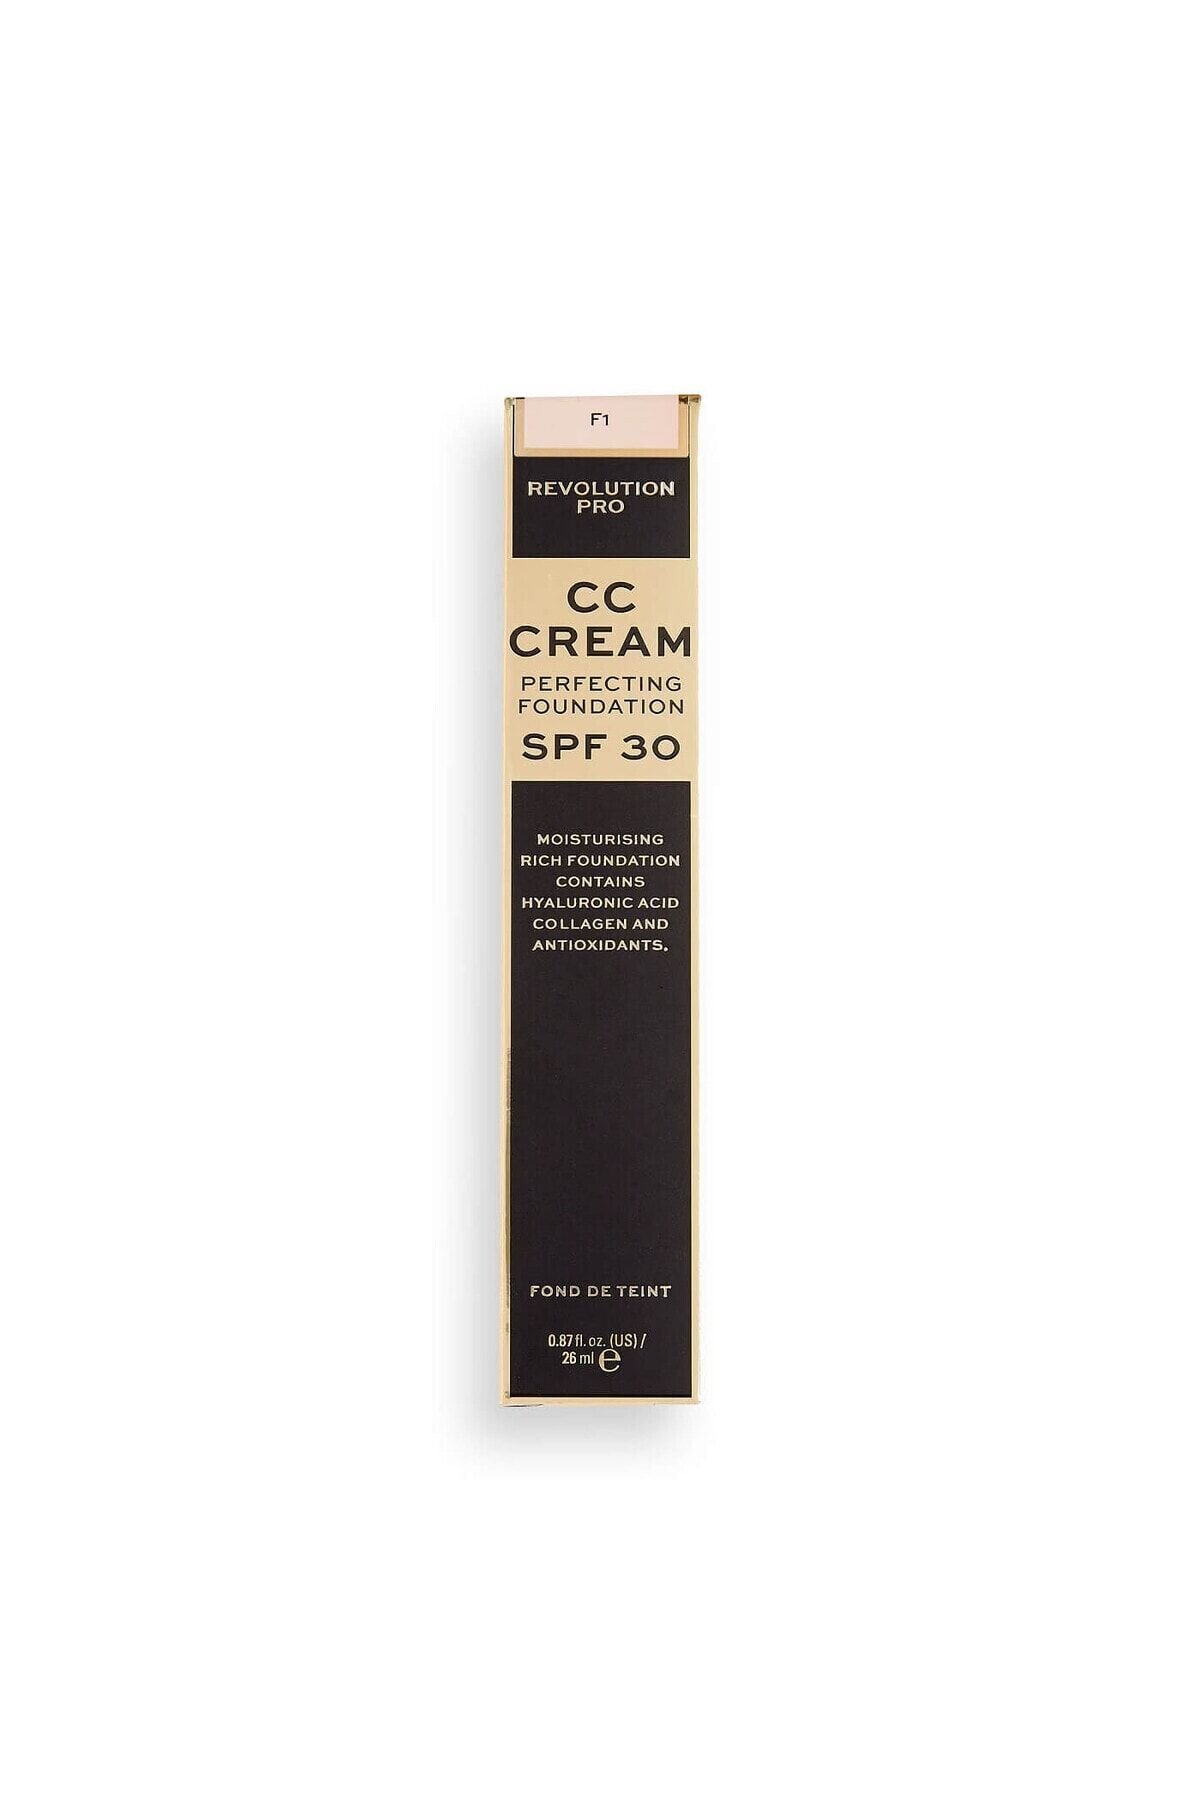 F1
REVOLUTION
PRO
CC
CREAM
PERFECTING
FOUNDATION
SPF 30
MOISTURISING
RICH FOUNDATION
CONTAINS
HYALURONIC ACID
COLLAGEN AND
ANTIOXIDANTS.
FOND DE TEINT
0.87 fl. oz. (US) /
26 ml ℮